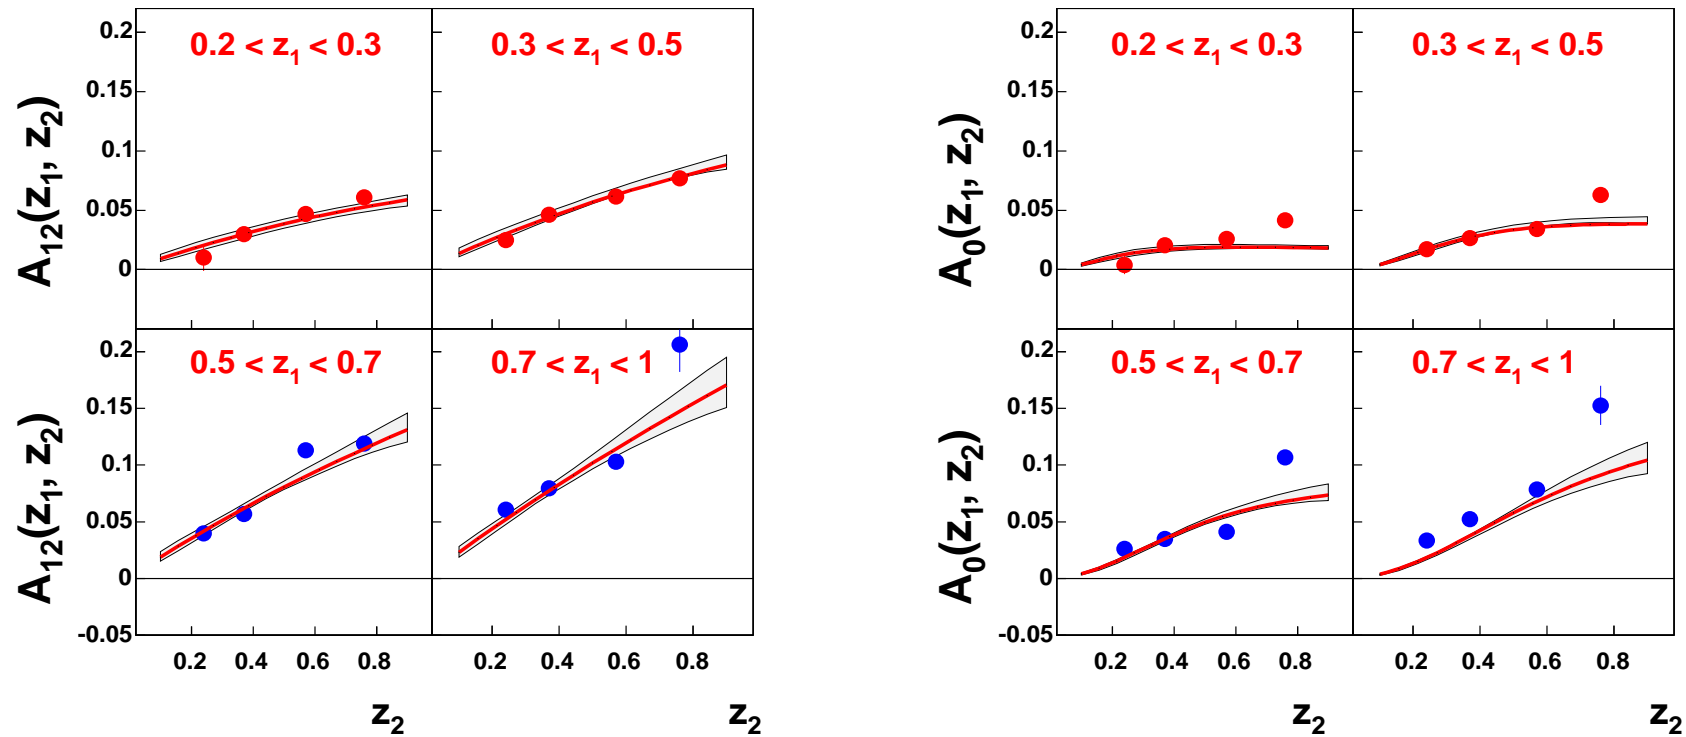 0.2 < z₁ < 0.3
0.3 < z₁ < 0.5
0.2
0.15
0.1
0.05
0
A₁₂(z₁, z₂)
0.5 < z₁ < 0.7
0.7 < z₁ < 1
0.2
0.15
0.1
0.05
0
-0.05
A₁₂(z₁, z₂)
0.2 0.4 0.6 0.8
0.2 0.4 0.6 0.8
z₂
z₂
0.2 < z₁ < 0.3
0.3 < z₁ < 0.5
0.2
0.15
0.1
0.05
0
A₀(z₁, z₂)
0.5 < z₁ < 0.7
0.7 < z₁ < 1
0.2
0.15
0.1
0.05
0
-0.05
A₀(z₁, z₂)
0.2 0.4 0.6 0.8
0.2 0.4 0.6 0.8
z₂
z₂